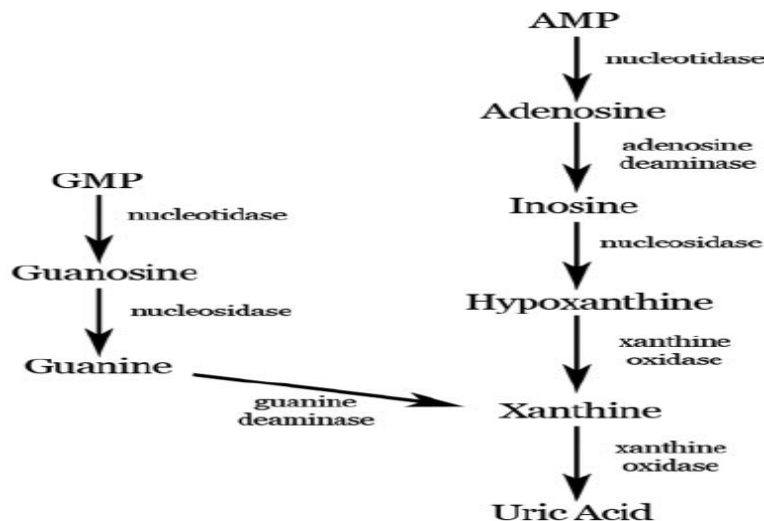 AMP
nucleotidase
Adenosine
adenosine
deaminase
GMP
nucleotidase
Inosine
nucleosidase
Guanosine
nucleosidase
Hypoxanthine
xanthine
oxidase
Guanine
guanine
deaminase
Xanthine
xanthine
oxidase
Uric Acid